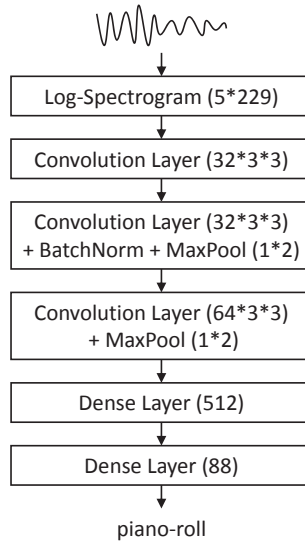 Log-Spectrogram (5*229)
Convolution Layer (32*3*3)
Convolution Layer (32*3*3)
+ BatchNorm + MaxPool (1*2)
Convolution Layer (64*3*3)
+ MaxPool (1*2)
Dense Layer (512)
Dense Layer (88)
piano-roll